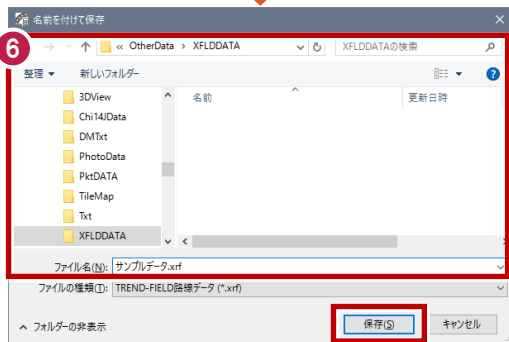 名前を付けて保存
6
« OtherData › XFLDDATA
XFLDDATAの検索
整理
新しいフォルダー
3DView
Chi14JData
DMTxt
PhotoData
PktDATA
TileMap
Txt
XFLDDATA
名前
更新日時
ファイル名(N): サンプルデータ.xrf
ファイルの種類(T): TREND-FIELD路線データ (*.xrf)
フォルダーの非表示
保存(S)
キャンセル